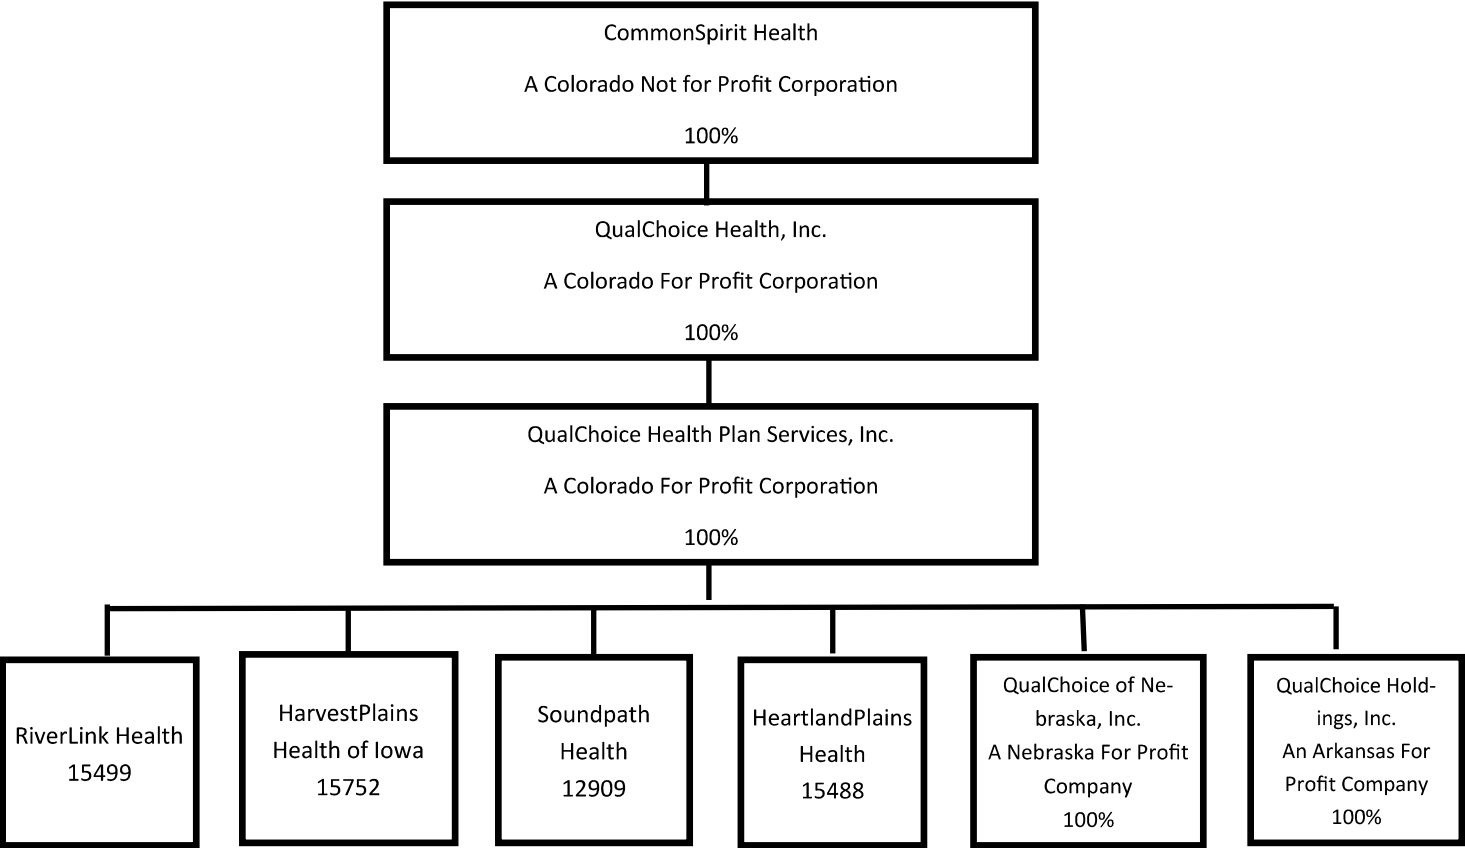 CommonSpirit Health
A Colorado Not for Profit Corporation
100%
QualChoice Health, Inc.
A Colorado For Profit Corporation
100%
QualChoice Health Plan Services, Inc.
A Colorado For Profit Corporation
100%
RiverLink Health
15499
HarvestPlains
Health of Iowa
15752
Soundpath
Health
12909
HeartlandPlains
Health
15488
QualChoice of Ne-
braska, Inc.
A Nebraska For Profit
Company
100%
QualChoice Hold-
ings, Inc.
An Arkansas For
Profit Company
100%